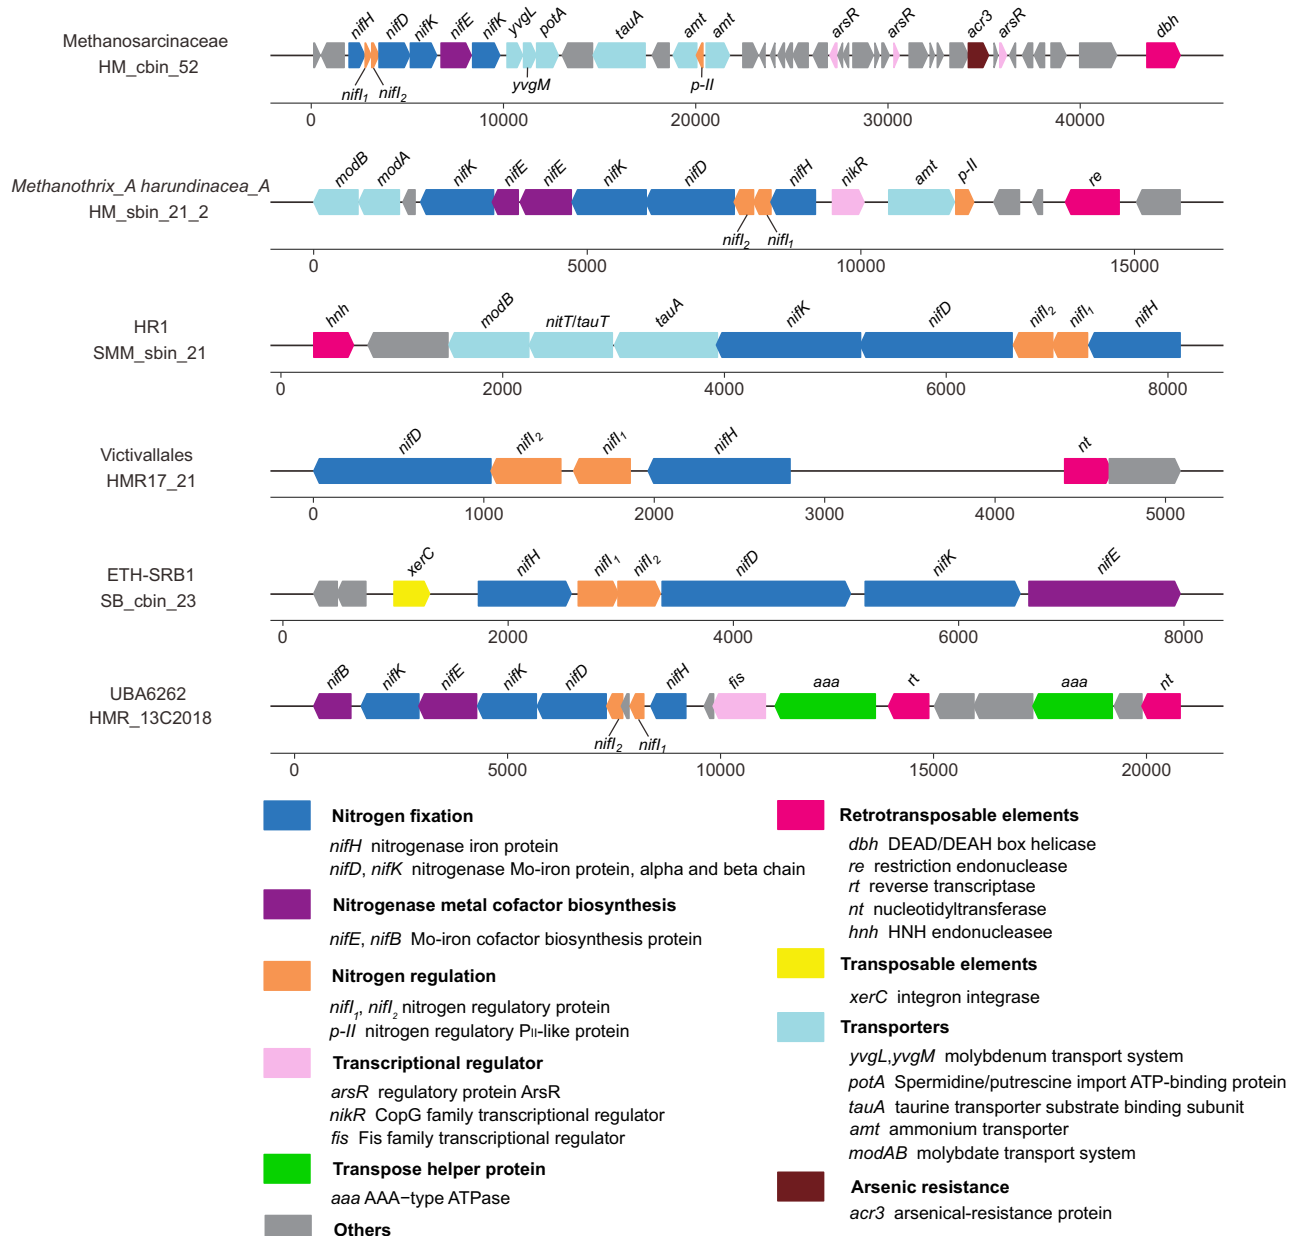 Methanosarcinaceae
HM_cbin_52
nifH nifD nifK nifE nifK yvgL potA tauA amt amt arsR arsR acr3 arsR dbh
nifI1 nifI2 yvgM p-II
0 10000 20000 30000 40000
Methanothrix_A harundinacea_A
HM_sbin_21_2
modB modA nifK nifE nifE nifK nifD nifH nikR amt p-II re
nifI2 nifI1
0 5000 10000 15000
HR1
SMM_sbin_21
hnh modB nitT/tauT tauA nifK nifD nifI2 nifI1 nifH
0 2000 4000 6000 8000
Victivallales
HMR17_21
nifD nifI2 nifI1 nifH nt
0 1000 2000 3000 4000 5000
ETH-SRB1
SB_cbin_23
xerC nifH nifI1 nifI2 nifD nifK nifE
0 2000 4000 6000 8000
UBA6262
HMR_13C2018
nifB nifK nifE nifK nifD nifH fis aaa rt aaa nt
nifI2 nifI1
0 5000 10000 15000 20000
Nitrogen fixation
nifH nitrogenase iron protein
nifD, nifK nitrogenase Mo-iron protein, alpha and beta chain
Nitrogenase metal cofactor biosynthesis
nifE, nifB Mo-iron cofactor biosynthesis protein
Nitrogen regulation
nifI1, nifI2 nitrogen regulatory protein
p-II nitrogen regulatory PII-like protein
Transcriptional regulator
arsR regulatory protein ArsR
nikR CopG family transcriptional regulator
fis Fis family transcriptional regulator
Transpose helper protein
aaa AAA−type ATPase
Others
Retrotransposable elements
dbh DEAD/DEAH box helicase
re restriction endonuclease
rt reverse transcriptase
nt nucleotidyltransferase
hnh HNH endonucleasee
Transposable elements
xerC integron integrase
Transporters
yvgL,yvgM molybdenum transport system
potA Spermidine/putrescine import ATP-binding protein
tauA taurine transporter substrate binding subunit
amt ammonium transporter
modAB molybdate transport system
Arsenic resistance
acr3 arsenical-resistance protein